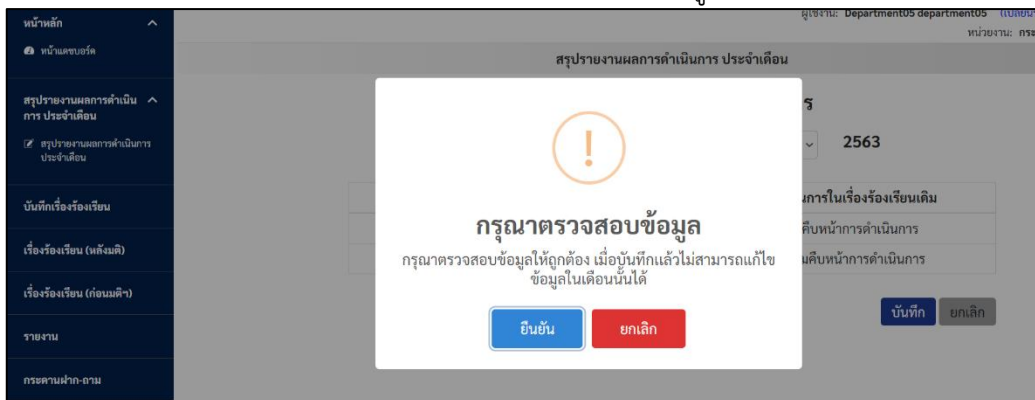 ผู้ใช้งาน: Department05 department05
หน่วยงาน:
หน้าหลัก
หน้าแดชบอร์ด
สรุปรายงานผลการดำเนินการ ประจำเดือน
สรุปรายงานผลการดำเนิน
การ ประจำเดือน
สรุปรายงานผลการดำเนินการ
ประจำเดือน
บันทึกเรื่องร้องเรียน
เรื่องร้องเรียน (หลังมติ)
เรื่องร้องเรียน (ก่อนมติฯ)
รายงาน
กระดานฝาก-ถาม
ร
2563
นการในเรื่องร้องเรียนเดิม
คืบหน้าการดำเนินการ
มคืบหน้าการดำเนินการ
บันทึก ยกเลิก
!
กรุณาตรวจสอบข้อมูล
กรุณาตรวจสอบข้อมูลให้ถูกต้อง เมื่อบันทึกแล้วไม่สามารถแก้ไข
ข้อมูลในเดือนนั้นได้
ยืนยัน ยกเลิก